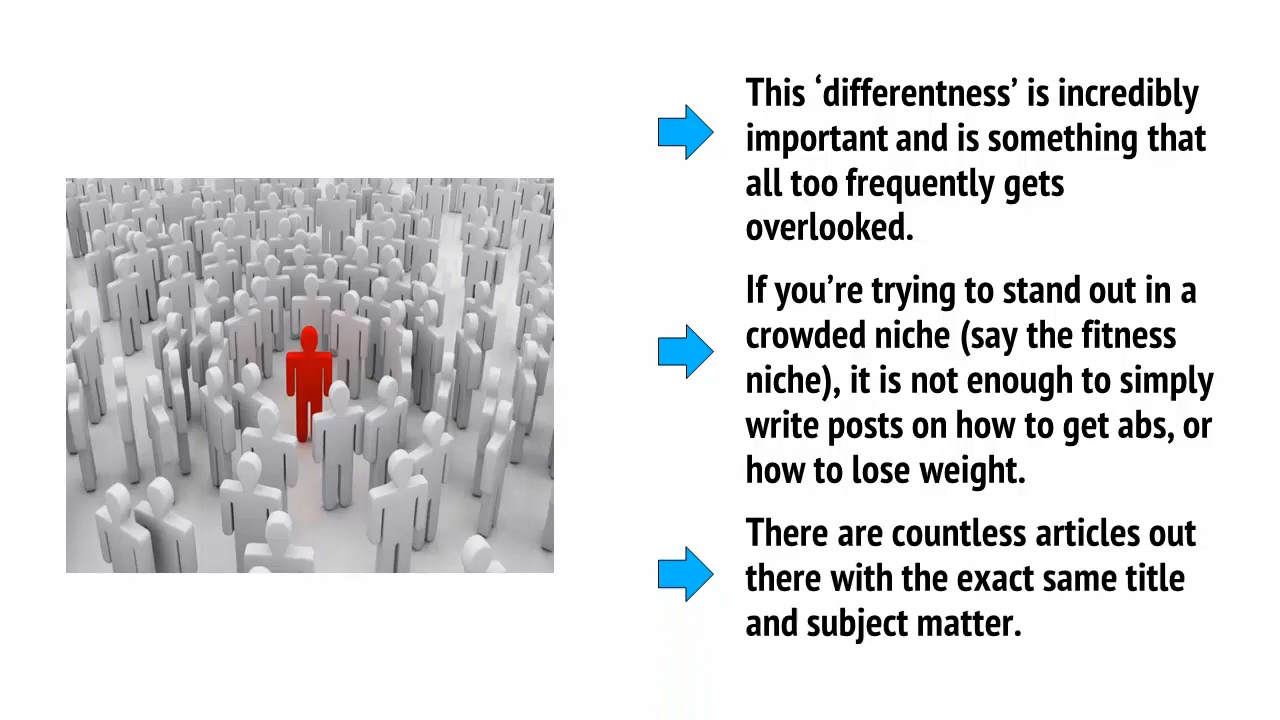 This ‘differentness’ is incredibly
important and is something that
all too frequently gets
overlooked.
If you’re trying to stand out in a
crowded niche (say the fitness
niche), it is not enough to simply
write posts on how to get abs, or
how to lose weight.
There are countless articles out
there with the exact same title
and subject matter.